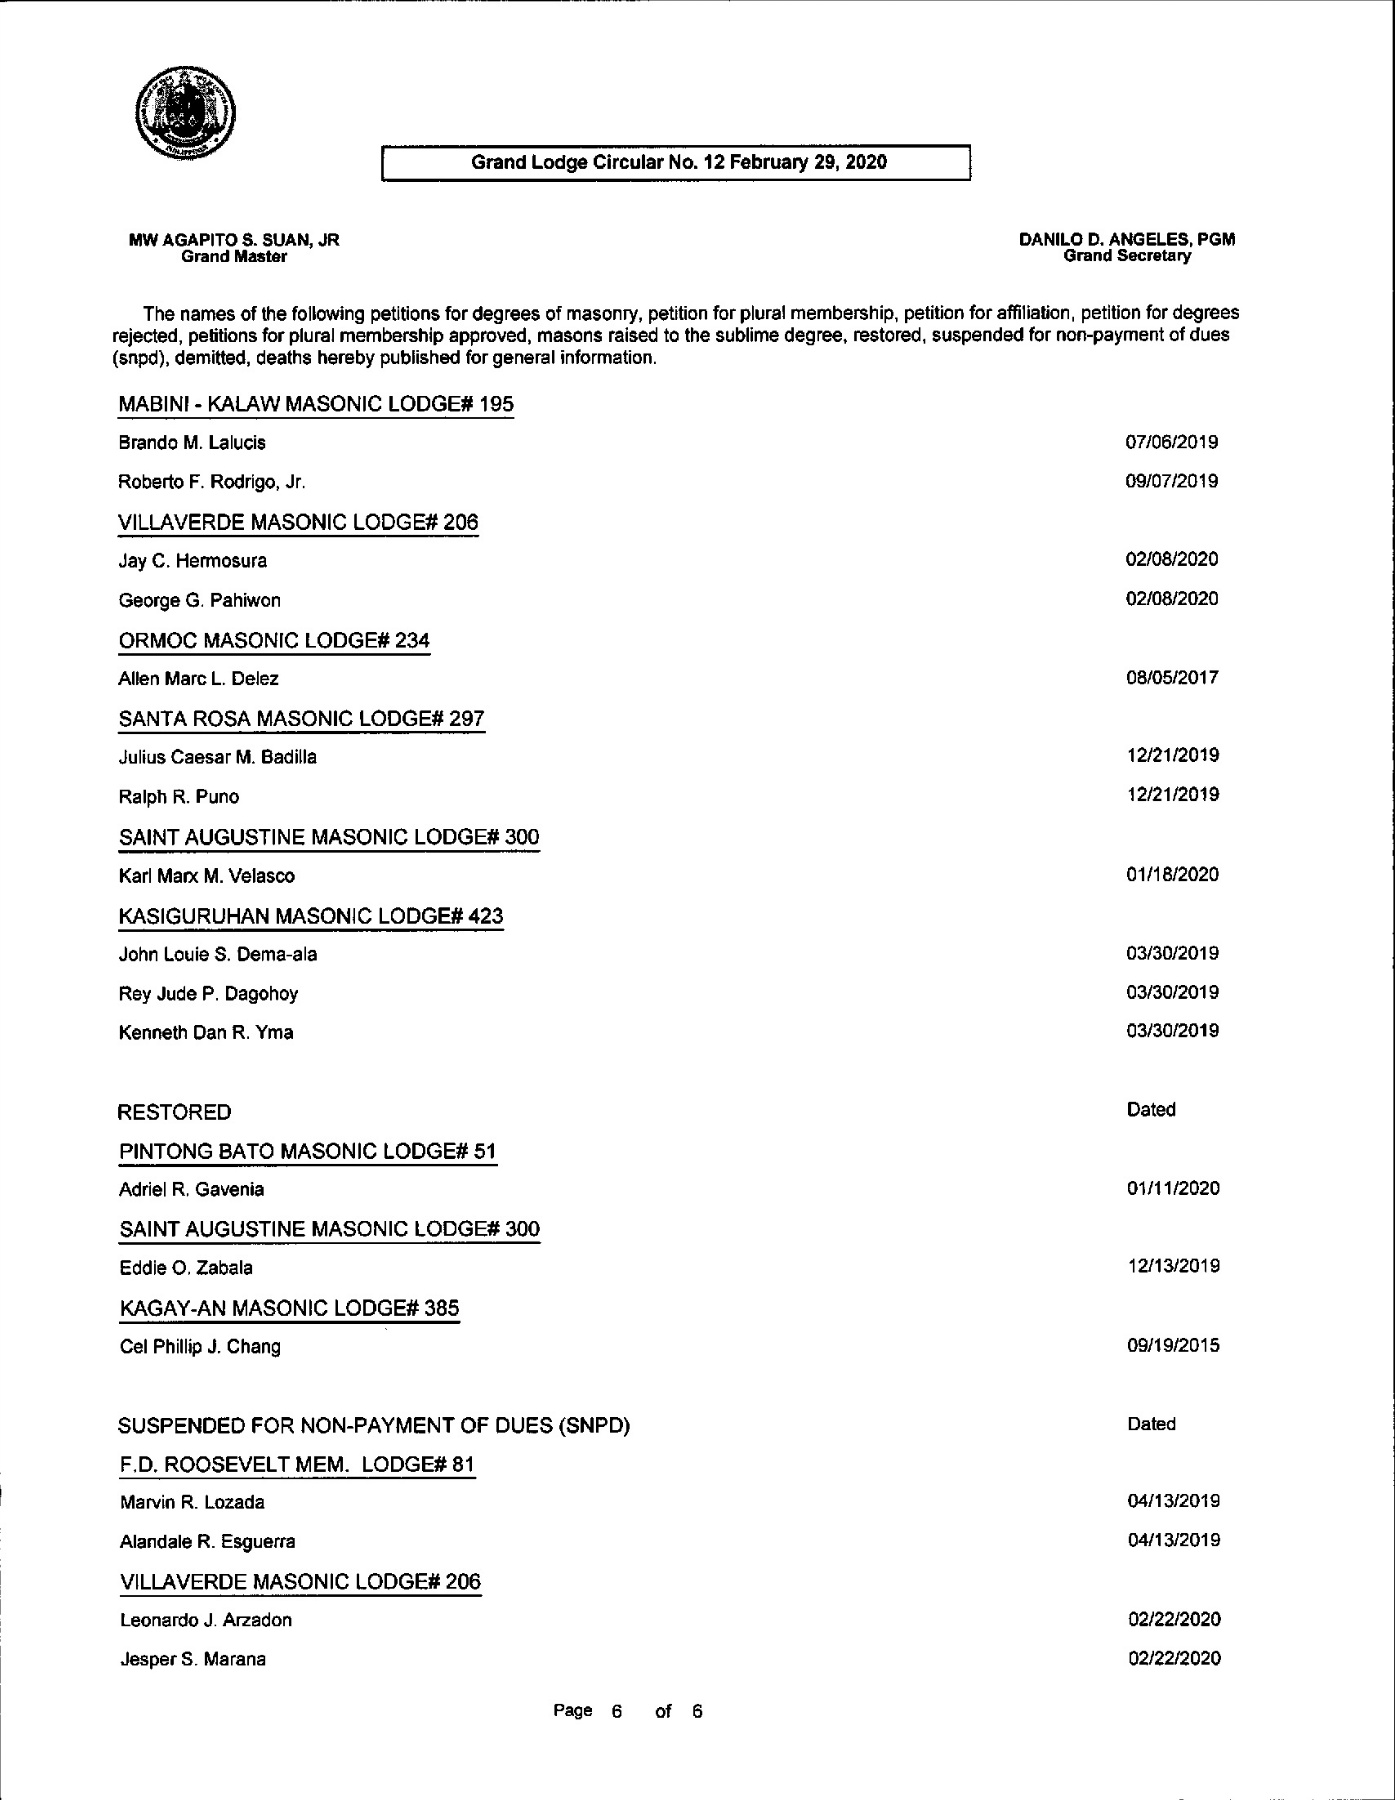 Grand Lodge Circular No. 12 February 29, 2020
MW AGAPITO S. SUAN, JR
Grand Master
DANILO D. ANGELES, PGM
Grand Secretary
The names of the following petitions for degrees of masonry, petition for plural membership, petition for affiliation, petition for degrees
rejected, petitions for plural membership approved, masons raised to the sublime degree, restored, suspended for non-payment of dues
(snpd), demitted, deaths hereby published for general information.
MABINI - KALAW MASONIC LODGE# 195
Brando M. Lalucis 07/06/2019
Roberto F. Rodrigo, Jr. 09/07/2019
VILLAVERDE MASONIC LODGE# 206
Jay C. Hermosura 02/08/2020
George G. Pahiwon 02/08/2020
ORMOC MASONIC LODGE# 234
Allen Marc L. Delez 08/05/2017
SANTA ROSA MASONIC LODGE# 297
Julius Caesar M. Badilla 12/21/2019
Ralph R. Puno 12/21/2019
SAINT AUGUSTINE MASONIC LODGE# 300
Karl Marx M. Velasco 01/18/2020
KASIGURUHAN MASONIC LODGE# 423
John Louie S. Dema-ala 03/30/2019
Rey Jude P. Dagohoy 03/30/2019
Kenneth Dan R. Yma 03/30/2019
RESTORED Dated
PINTONG BATO MASONIC LODGE# 51
Adriel R. Gavenia 01/11/2020
SAINT AUGUSTINE MASONIC LODGE# 300
Eddie O. Zabala 12/13/2019
KAGAY-AN MASONIC LODGE# 385
Cel Phillip J. Chang 09/19/2015
SUSPENDED FOR NON-PAYMENT OF DUES (SNPD) Dated
F.D. ROOSEVELT MEM. LODGE# 81
Marvin R. Lozada 04/13/2019
Alandale R. Esguerra 04/13/2019
VILLAVERDE MASONIC LODGE# 206
Leonardo J. Arzadon 02/22/2020
Jesper S. Marana 02/22/2020
Page 6 of 6